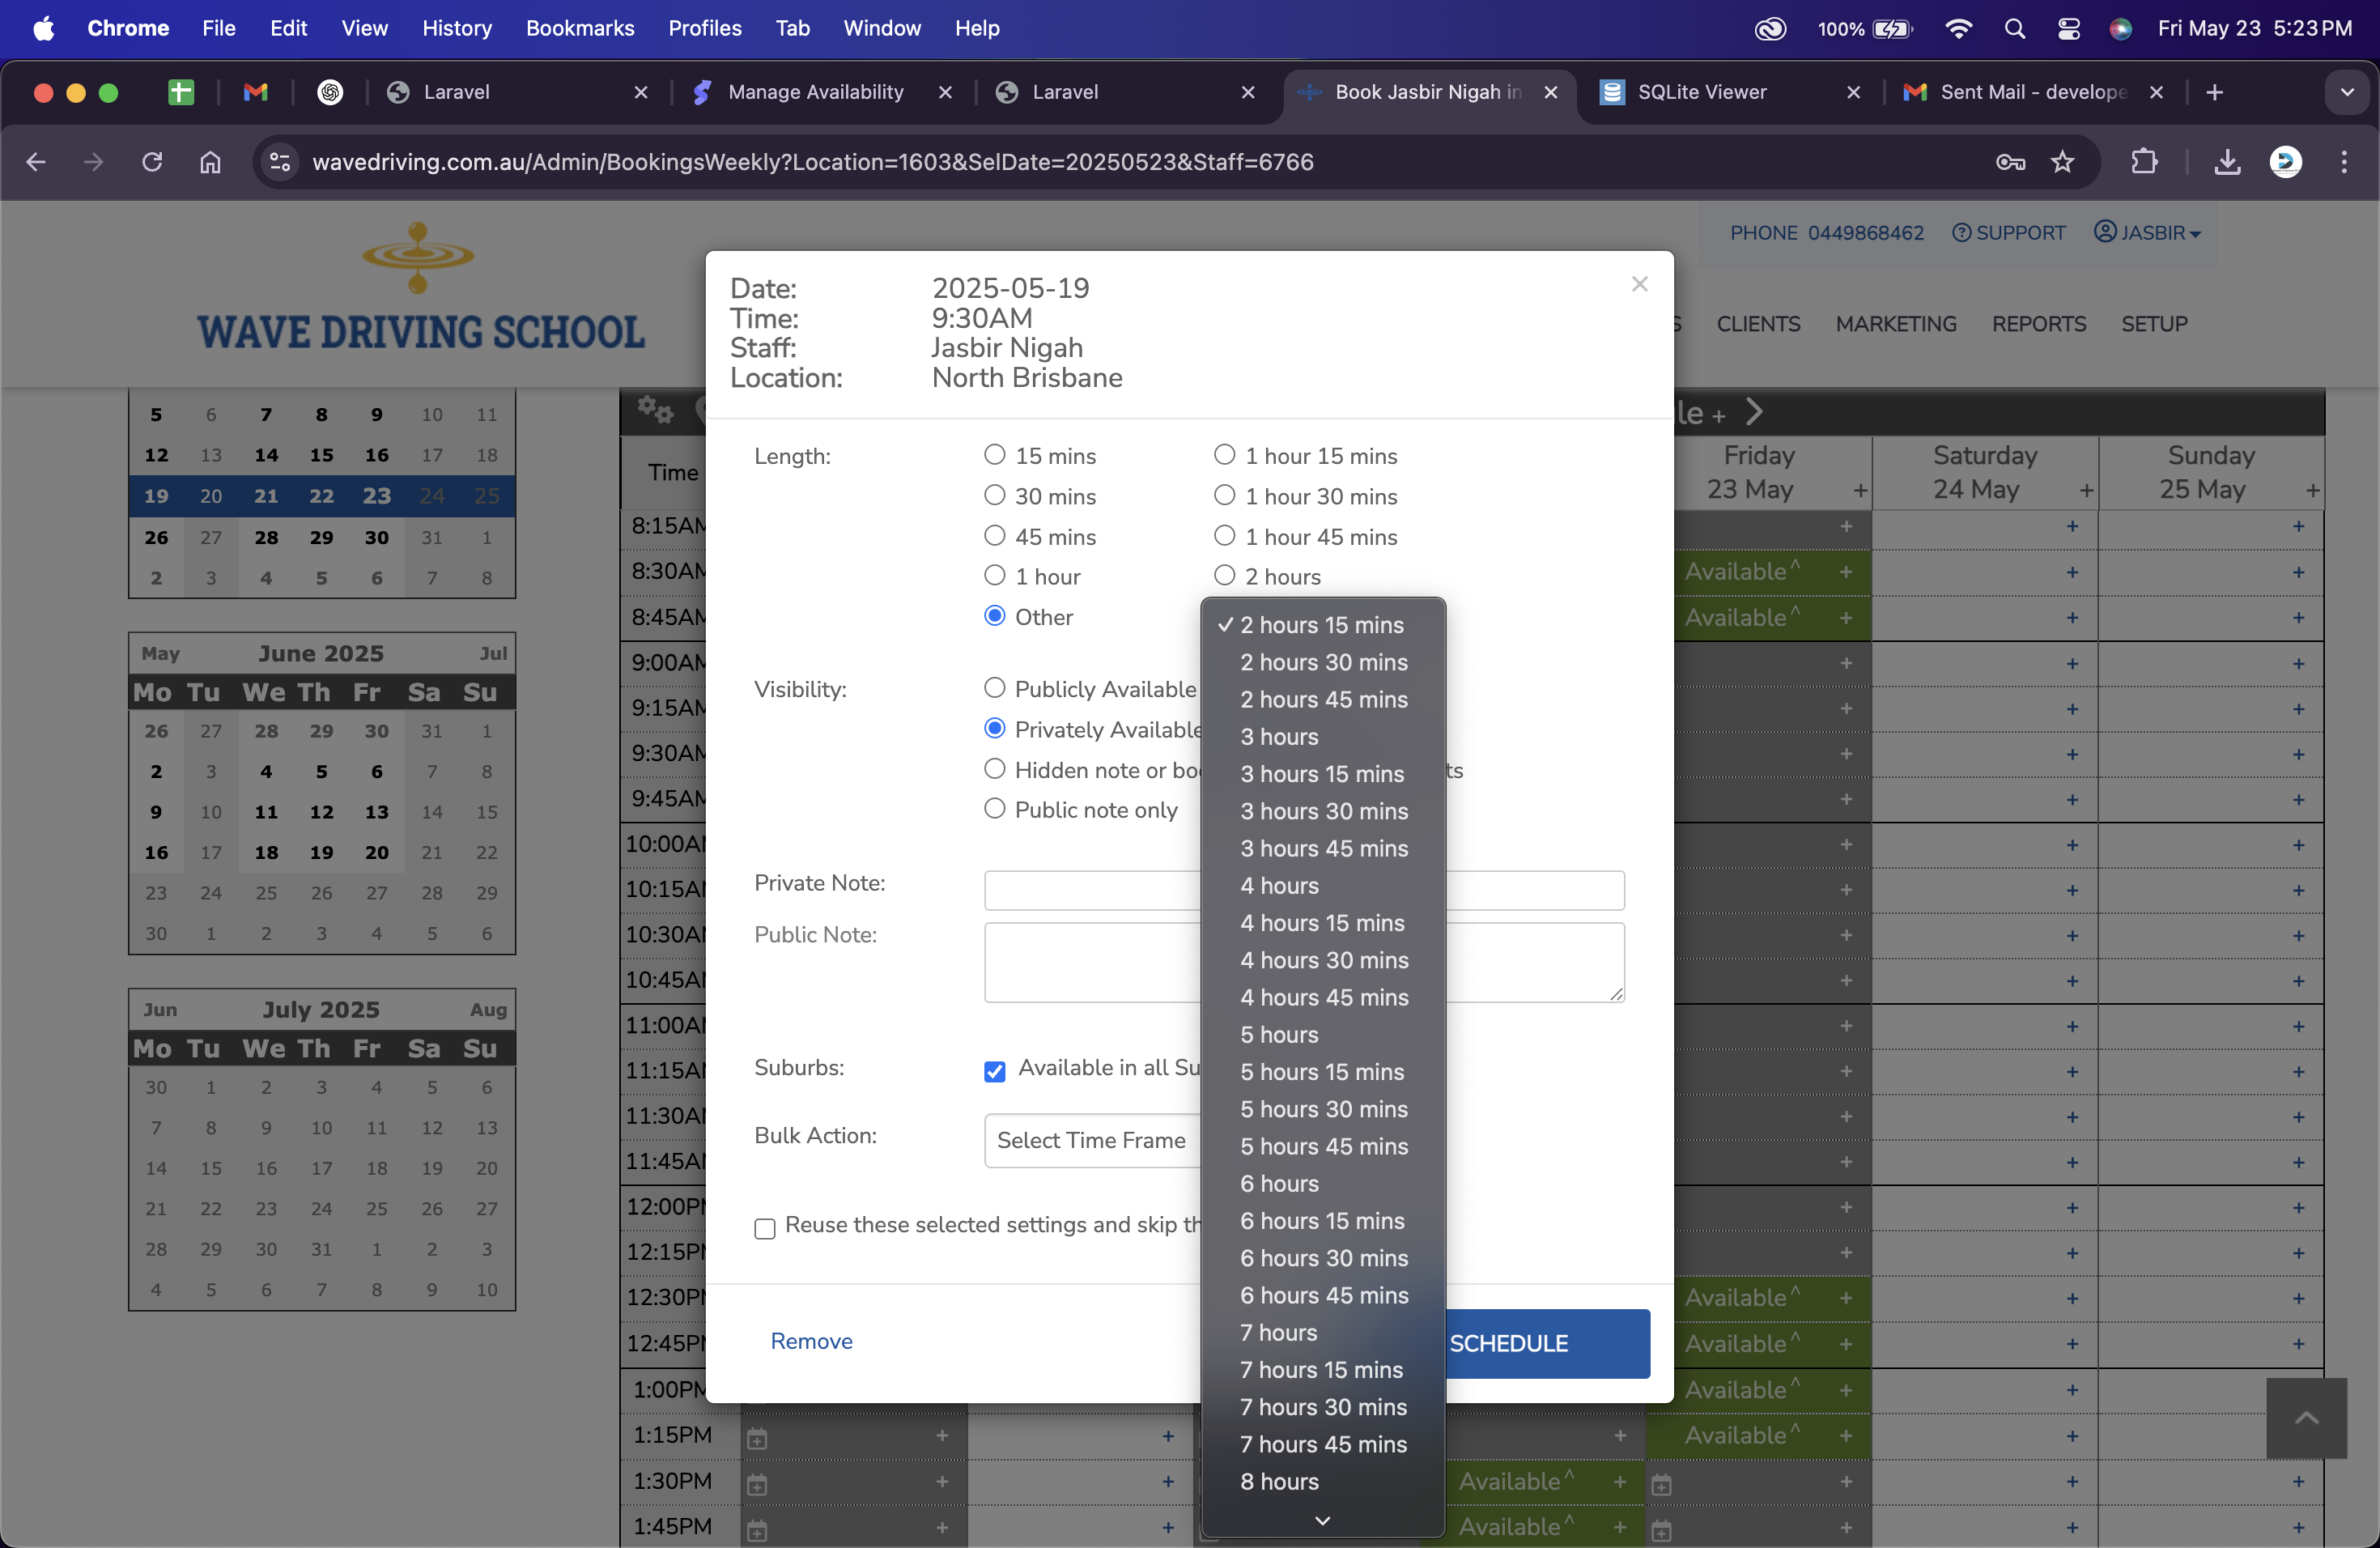 Chrome File Edit View History Bookmarks Profiles Tab Window Help 100% Fri May 23 5:23 PM
Laravel Manage Availability Laravel Book Jasbir Nigah in SQLite Viewer Sent Mail - develope
wavedriving.com.au/Admin/BookingsWeekly?Location=1603&SelDate=20250523&Staff=6766
PHONE 0449868462 SUPPORT JASBIR
WAVE DRIVING SCHOOL
CLIENTS MARKETING REPORTS SETUP
5 6 7 8 9 10 11
12 13 14 15 16 17 18
19 20 21 22 23 24 25
26 27 28 29 30 31 1
2 3 4 5 6 7 8
May June 2025 Jul
Mo Tu We Th Fr Sa Su
26 27 28 29 30 31 1
2 3 4 5 6 7 8
9 10 11 12 13 14 15
16 17 18 19 20 21 22
23 24 25 26 27 28 29
30 1 2 3 4 5 6
Jun July 2025 Aug
Mo Tu We Th Fr Sa Su
30 1 2 3 4 5 6
7 8 9 10 11 12 13
14 15 16 17 18 19 20
21 22 23 24 25 26 27
28 29 30 31 1 2 3
4 5 6 7 8 9 10
Date: 2025-05-19
Time: 9:30AM
Staff: Jasbir Nigah
Location: North Brisbane
Length:
15 mins 1 hour 15 mins
30 mins 1 hour 30 mins
45 mins 1 hour 45 mins
1 hour 2 hours
Other
Visibility:
Publicly Available
Privately Available
Hidden note or boo ts
Public note only
Private Note:
Public Note:
Suburbs: Available in all Su
Bulk Action: Select Time Frame
Reuse these selected settings and skip th
Remove SCHEDULE
✓ 2 hours 15 mins
2 hours 30 mins
2 hours 45 mins
3 hours
3 hours 15 mins
3 hours 30 mins
3 hours 45 mins
4 hours
4 hours 15 mins
4 hours 30 mins
4 hours 45 mins
5 hours
5 hours 15 mins
5 hours 30 mins
5 hours 45 mins
6 hours
6 hours 15 mins
6 hours 30 mins
6 hours 45 mins
7 hours
7 hours 15 mins
7 hours 30 mins
7 hours 45 mins
8 hours
le +
Time Friday Saturday Sunday
23 May + 24 May + 25 May +
8:15AM + + +
8:30AM Available^ + + +
8:45AM Available^ + + +
9:00AM + + +
9:15AM + + +
9:30AM + + +
9:45AM + + +
10:00AM + + +
10:15AM + + +
10:30AM + + +
10:45AM + + +
11:00AM + + +
11:15AM + + +
11:30AM + + +
11:45AM + + +
12:00PM + + +
12:15PM + + +
12:30PM Available^ + + +
12:45PM Available^ + + +
1:00PM Available^ + + +
1:15PM + + + Available^ + + +
1:30PM + + Available^ + + + +
1:45PM + + Available^ + + + +